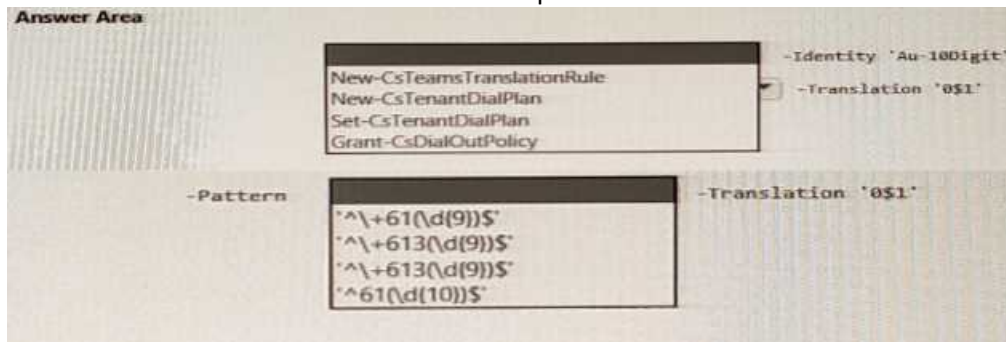 Answer Area
-Identity 'Au-10Digit'
New-CsTeamsTranslationRule
-Translation '0$1'
New-CsTenantDialPlan
Set-CsTenantDialPlan
Grant-CsDialOutPolicy
-Pattern
-Translation '0$1'
'^\+61(\d{9})$'
'^\+613(\d{9})$'
'^\+613(\d{9})$'
'^61(\d{10})$'